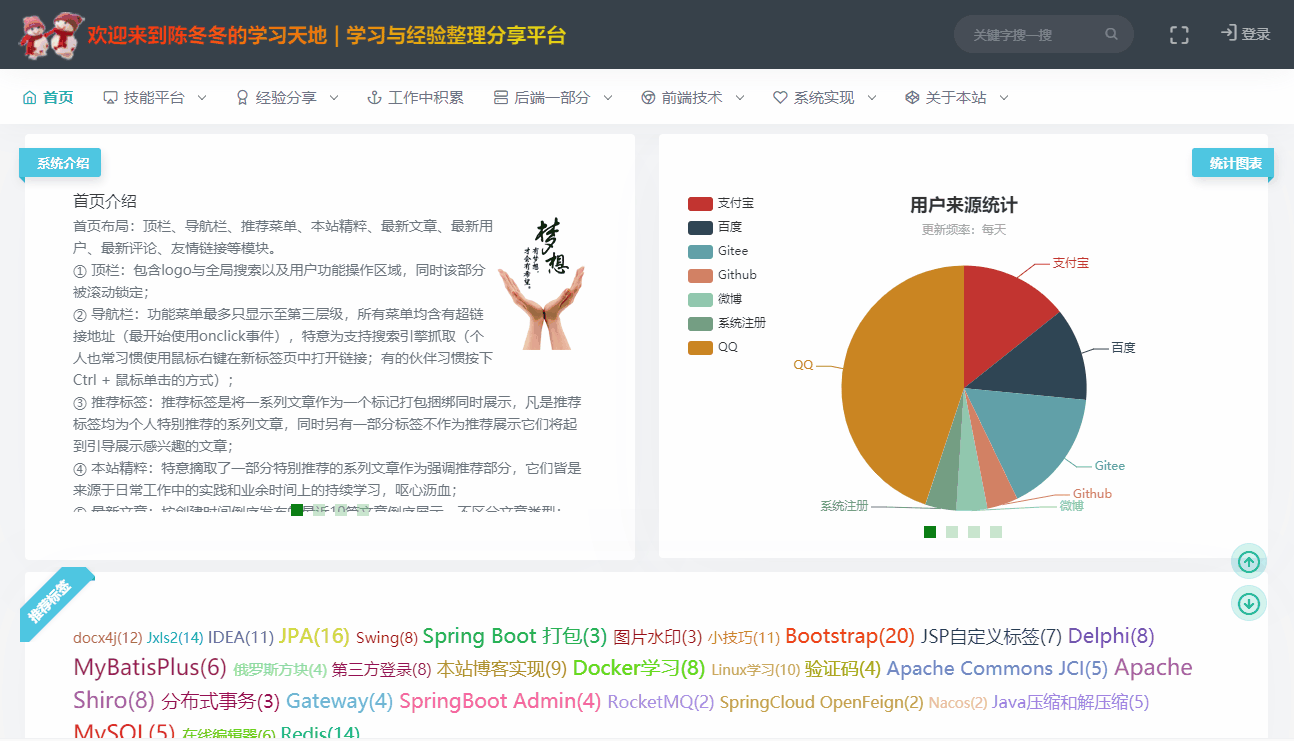 欢迎来到陈冬冬的学习天地 | 学习与经验整理分享平台
关键字搜一搜
登录
首页 技能平台 经验分享 工作中积累 后端一部分 前端技术 系统实现 关于本站
系统介绍
首页介绍
首页布局：顶栏、导航栏、推荐菜单、本站精粹、最新文章、最新用
户、最新评论、友情链接等模块。
① 顶栏：包含logo与全局搜索以及用户功能操作区域，同时该部分
被滚动锁定；
② 导航栏：功能菜单最多只显示至第三层级，所有菜单均含有超链
接地址（最开始使用onclick事件），特意为支持搜索引擎抓取（个
人也常习惯使用鼠标右键在新标签页中打开链接；有的伙伴习惯按下
Ctrl + 鼠标单击的方式）；
③ 推荐标签：推荐标签是将一系列文章作为一个标记打包捆绑同时展示，凡是推荐
标签均为个人特别推荐的系列文章，同时另有一部分标签不作为推荐展示它们将起
到引导展示感兴趣的文章；
④ 本站精粹：特意摘取了一部分特别推荐的系列文章作为强调推荐部分，它们皆是
来源于日常工作中的实践和业余时间上的持续学习，呕心沥血；
梦想
有梦想，
才会有希望。
统计图表
用户来源统计
更新频率：每天
支付宝
百度
Gitee
Github
微博
系统注册
QQ
支付宝
百度
Gitee
Github
微博
系统注册
QQ
推荐标签
docx4j(12) Jxls2(14) IDEA(11) JPA(16) Swing(8) Spring Boot 打包(3) 图片水印(3) 小技巧(11) Bootstrap(20) JSP自定义标签(7) Delphi(8)
MyBatisPlus(6) 俄罗斯方块(4) 第三方登录(8) 本站博客实现(9) Docker学习(8) Linux学习(10) 验证码(4) Apache Commons JCI(5) Apache
Shiro(8) 分布式事务(3) Gateway(4) SpringBoot Admin(4) RocketMQ(2) SpringCloud OpenFeign(2) Nacos(2) Java压缩和解压缩(5)
MySQL(5) 在线编辑器(6) Redis(14)